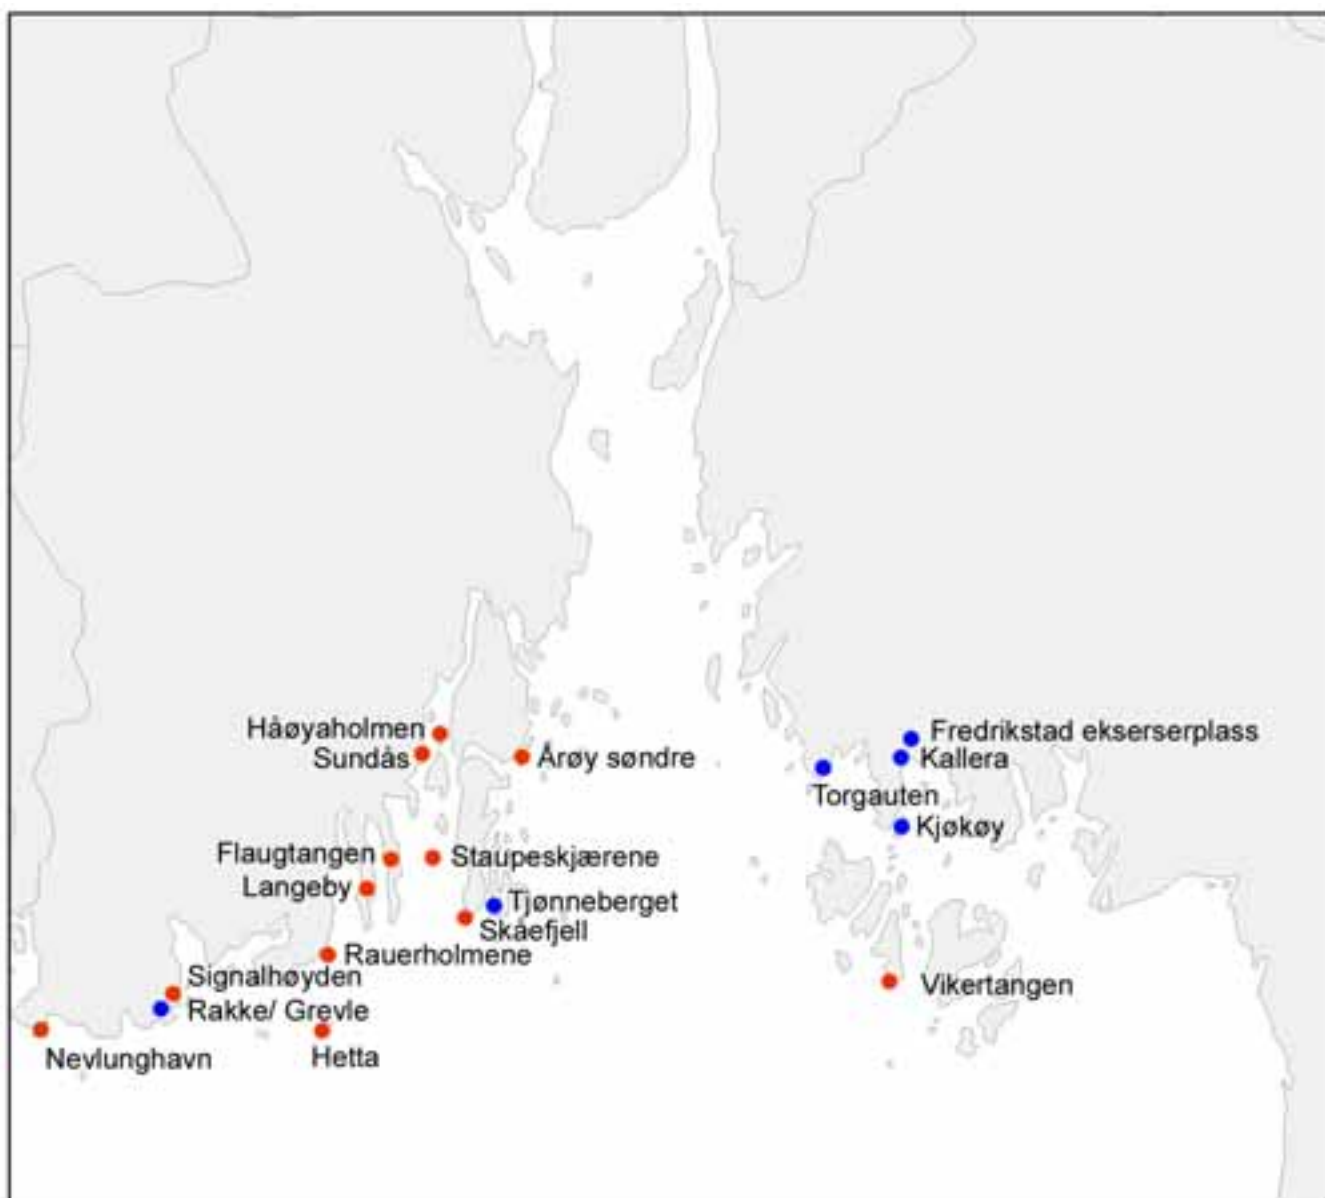 Håøyaholmen
Fredrikstad ekserserplass
Sundås
Årøy søndre
Kallera
Torgauten
Kjøkøy
Flaugtangen
Staupeskjærene
Langeby
Tjønneberget
Skåefjell
Rauerholmene
Signalhøyden
Vikertangen
Rakke/ Grevle
Nevlunghavn
Hetta